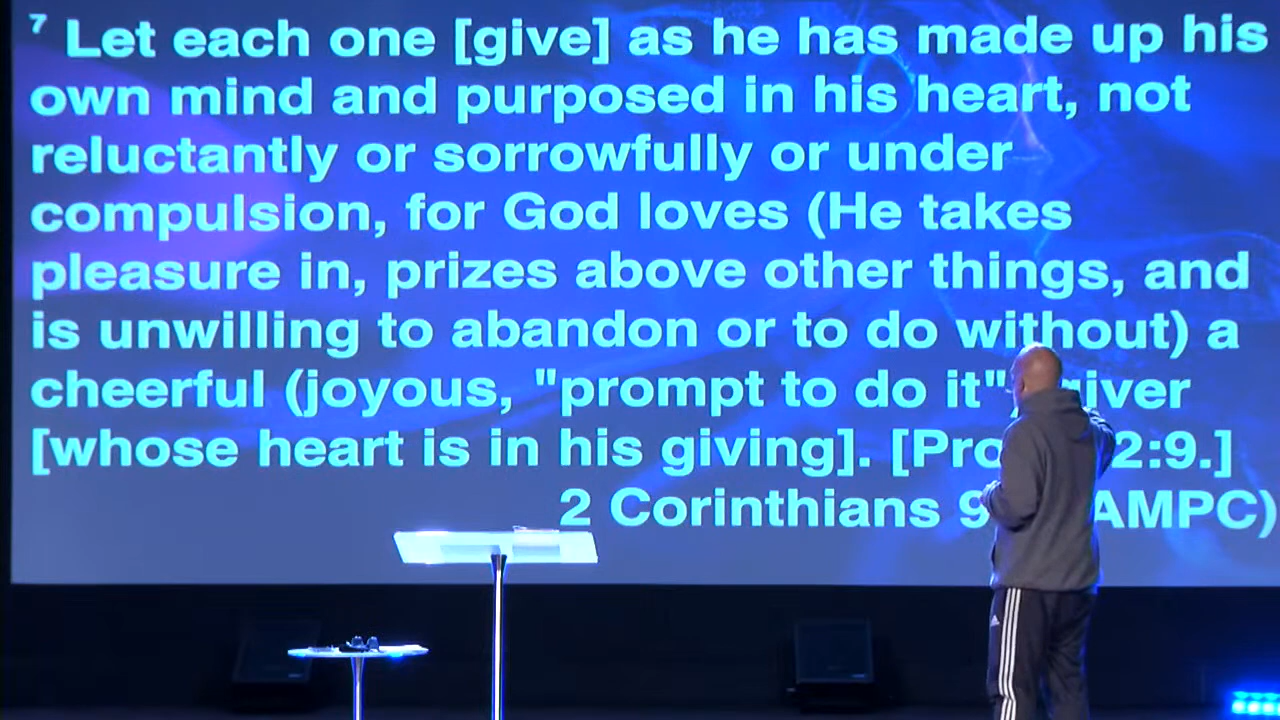 7 Let each one [give] as he has made up his
own mind and purposed in his heart, not
reluctantly or sorrowfully or under
compulsion, for God loves (He takes
pleasure in, prizes above other things, and
is unwilling to abandon or to do without) a
cheerful (joyous, "prompt to do it")
[whose heart is in his giving]. 2:9.]
2 Corinthians 9 AMPC)